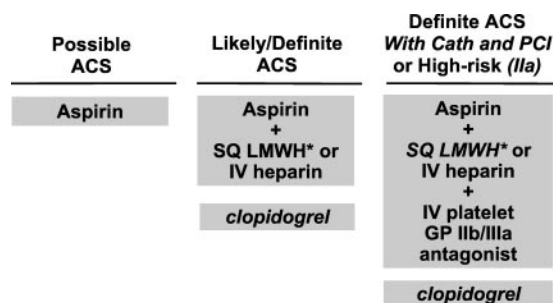 Possible
ACS
Aspirin
Likely/Definite
ACS
Aspirin
+
SQ LMWH* or
IV heparin
clopidogrel
Definite ACS
With Cath and PCI
or High-risk (IIa)
Aspirin
+
SQ LMWH* or
IV heparin
+
IV platelet
GP IIb/IIIa
antagonist
clopidogrel